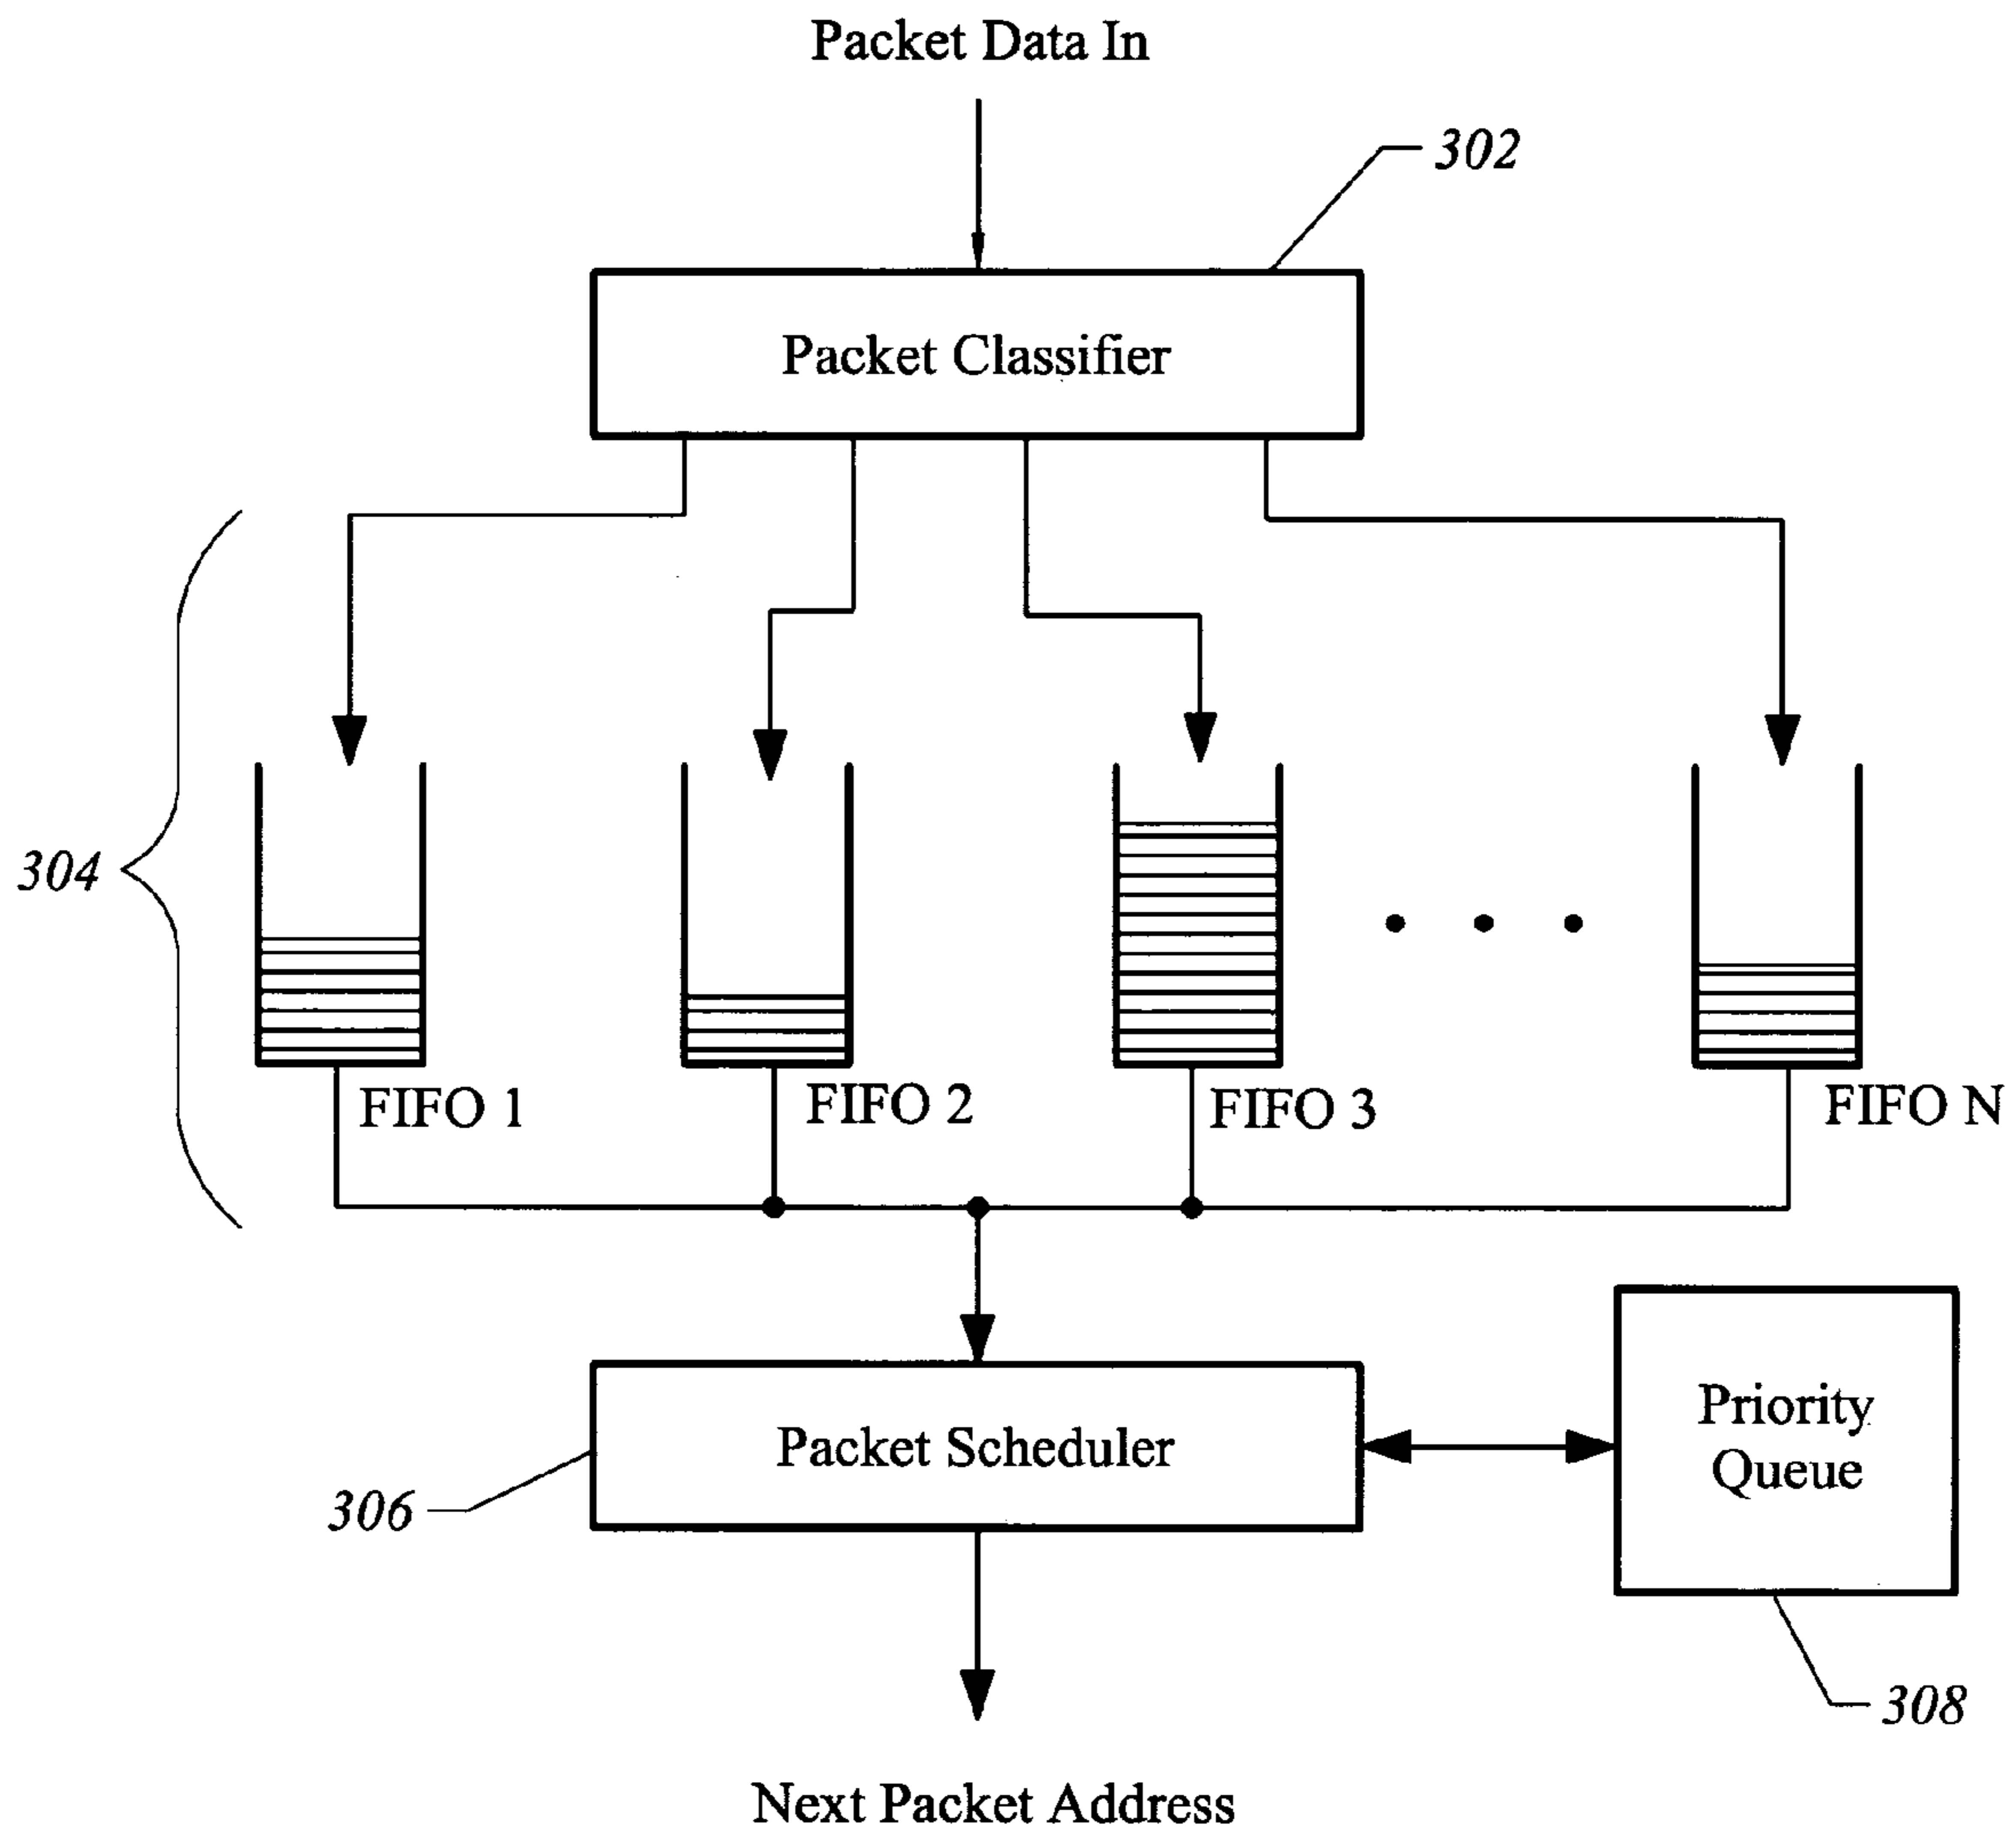 Packet Data In
302
Packet Classifier
304
FIFO 1
FIFO 2
FIFO 3
FIFO N
Packet Scheduler
Priority
Queue
306
308
Next Packet Address